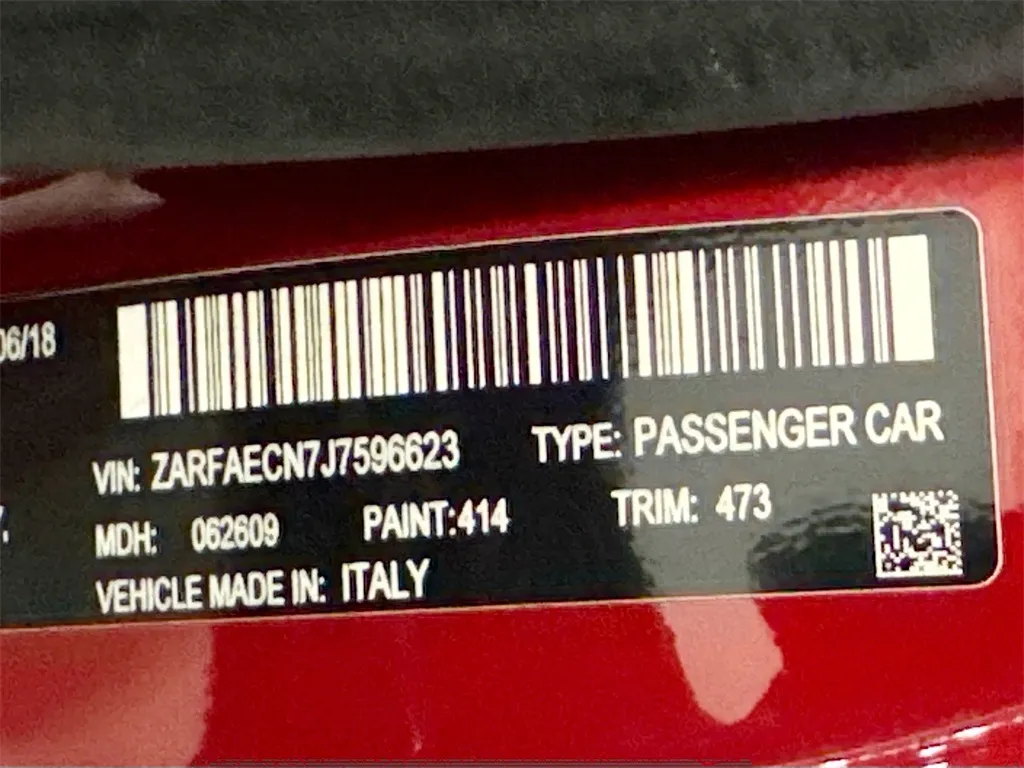 06/18
VIN: ZARFAECN7J7596623
TYPE: PASSENGER CAR
MDH: 062609
PAINT:414
TRIM: 473
VEHICLE MADE IN: ITALY